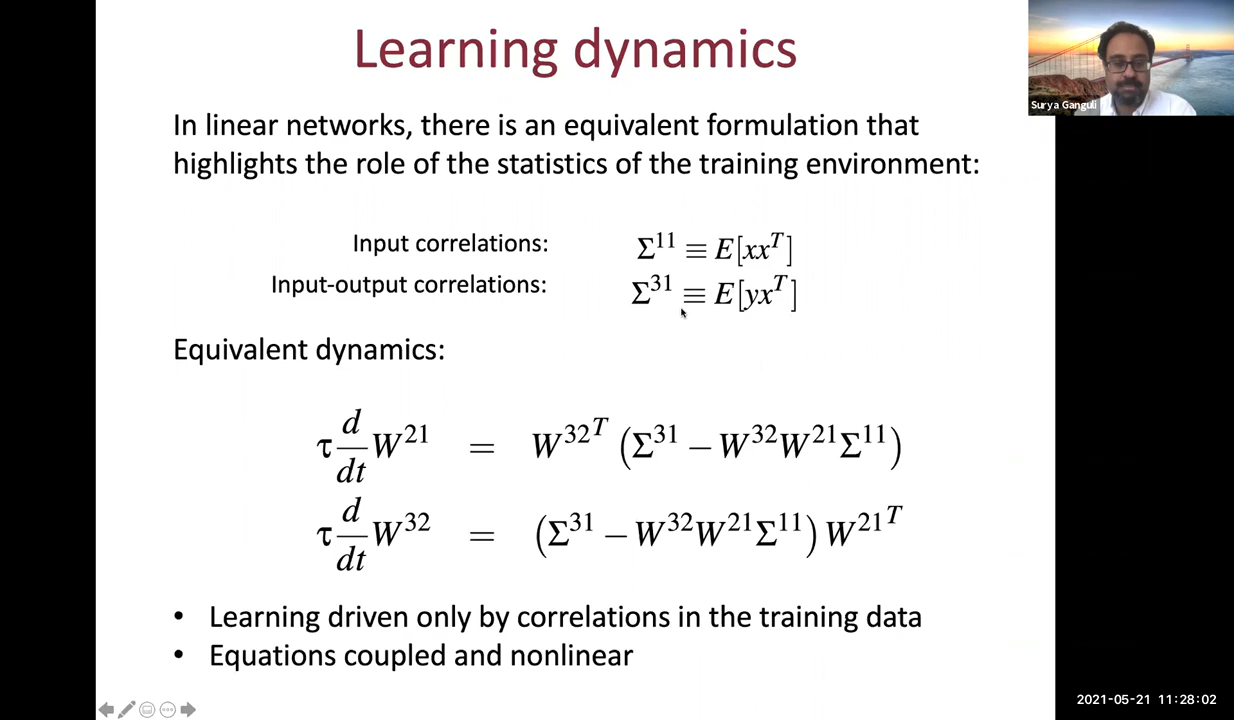 Learning dynamics
Surya Ganguli
In linear networks, there is an equivalent formulation that
highlights the role of the statistics of the training environment:
Input correlations: Σ¹¹ ≡ E[xxᵀ]
Input-output correlations: Σ³¹ ≡ E[yxᵀ]
Equivalent dynamics:
τ d/dt W²¹ = W³²ᵀ (Σ³¹ − W³²W²¹Σ¹¹)
τ d/dt W³² = (Σ³¹ − W³²W²¹Σ¹¹) W²¹ᵀ
• Learning driven only by correlations in the training data
• Equations coupled and nonlinear
2021-05-21 11:28:02